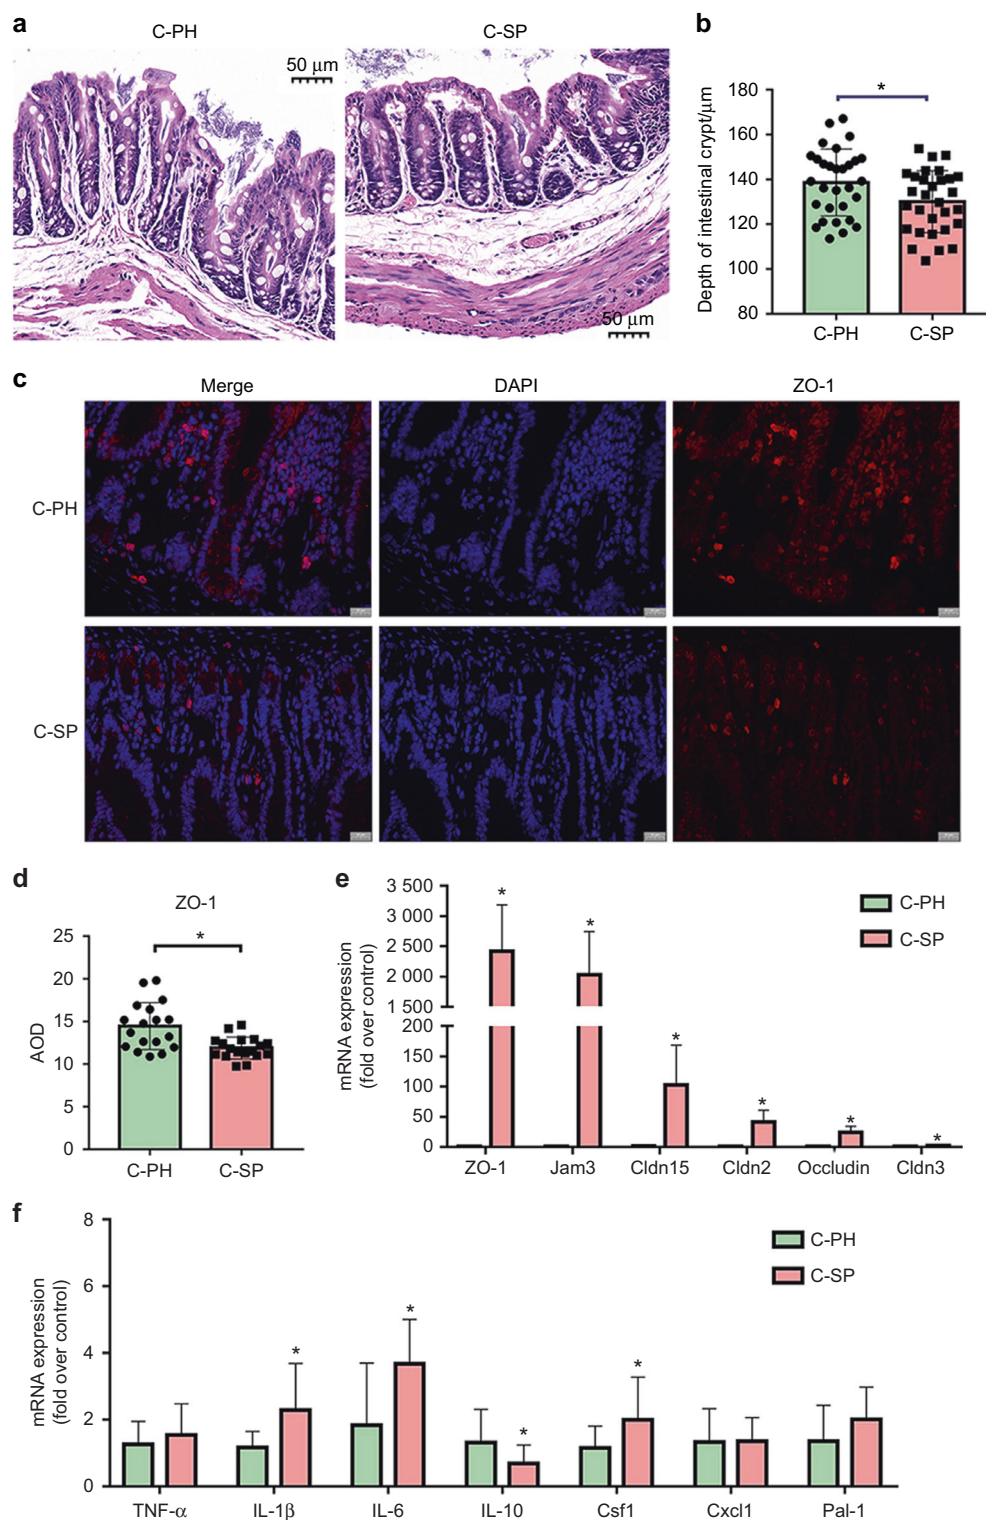 a
C-PH
C-SP
50 µm
50 µm
b
Depth of intestinal crypt/µm
180
160
140
120
100
80
*
C-PH
C-SP
c
Merge
DAPI
ZO-1
C-PH
C-SP
d
ZO-1
AOD
25
20
15
10
5
0
*
C-PH
C-SP
e
mRNA expression
(fold over control)
3 500
3 000
2 500
2 000
1 500
200
150
100
50
0
* * * * * *
C-PH
C-SP
ZO-1 Jam3 Cldn15 Cldn2 Occludin Cldn3
f
mRNA expression
(fold over control)
8
6
4
2
0
* * * *
C-PH
C-SP
TNF-α IL-1β IL-6 IL-10 Csf1 Cxcl1 Pal-1